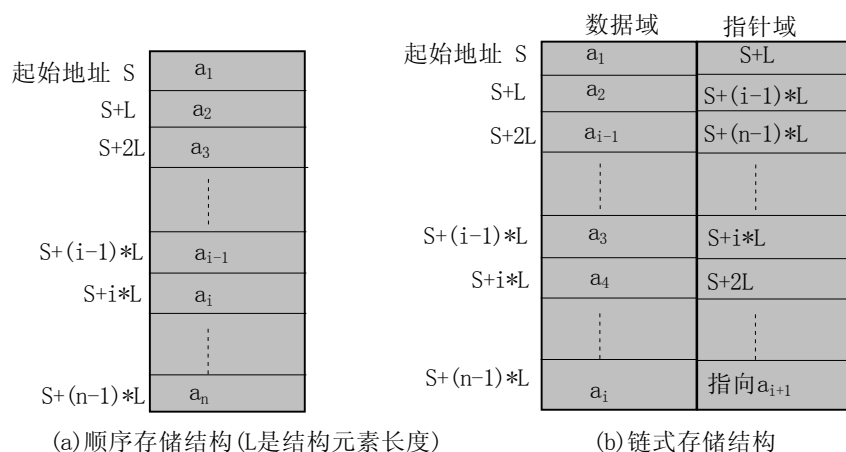 起始地址 S a₁
S+L a₂
S+2L a₃
S+(i-1)*L aᵢ₋₁
S+i*L aᵢ
S+(n-1)*L aₙ
(a)顺序存储结构(L是结构元素长度)
数据域 指针域
起始地址 S a₁ S+L
S+L a₂ S+(i-1)*L
S+2L aᵢ₋₁ S+(n-1)*L
S+(i-1)*L a₃ S+i*L
S+i*L a₄ S+2L
S+(n-1)*L aᵢ 指向aᵢ₊₁
(b)链式存储结构